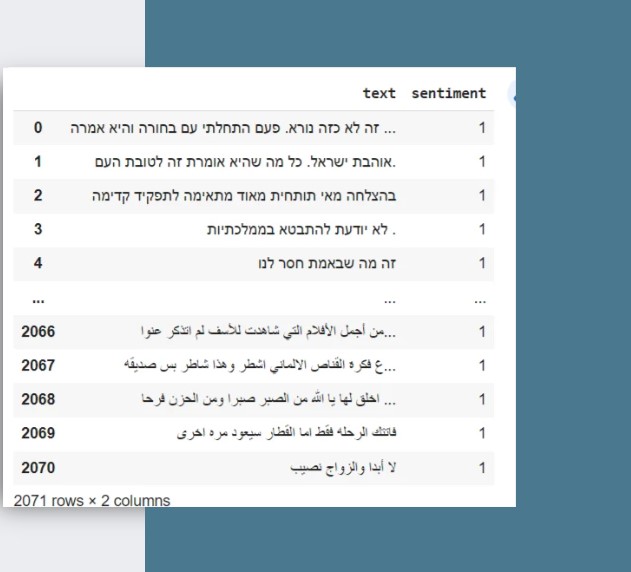 text sentiment
0 זה לא כזה נורא. פעם התחלתי עם בחורה והיא אמרה ... 1
1 אוהבת ישראל. כל מה שהיא אומרת זה לטובת העם. 1
2 בהצלחה מאי תותחית מאוד מתאימה לתפקיד קדימה 1
3 לא יודעת להתבטא בממלכתיות . 1
4 זה מה שבאמת חסר לנו 1
... ... ...
2066 من أجمل الأفلام التي شاهدت للأسف لم اتذكر عنوا... 1
2067 ع فكرة القناص الالماني اشطر وهذا شاطر بس صديقه... 1
2068 اخلق لها يا الله من الصبر صبرا ومن الحزن فرحا ... 1
2069 فاتتك الرحله فقط اما القطار سيعود مره اخرى 1
2070 لا أبدا والزواج نصيب 1
2071 rows × 2 columns